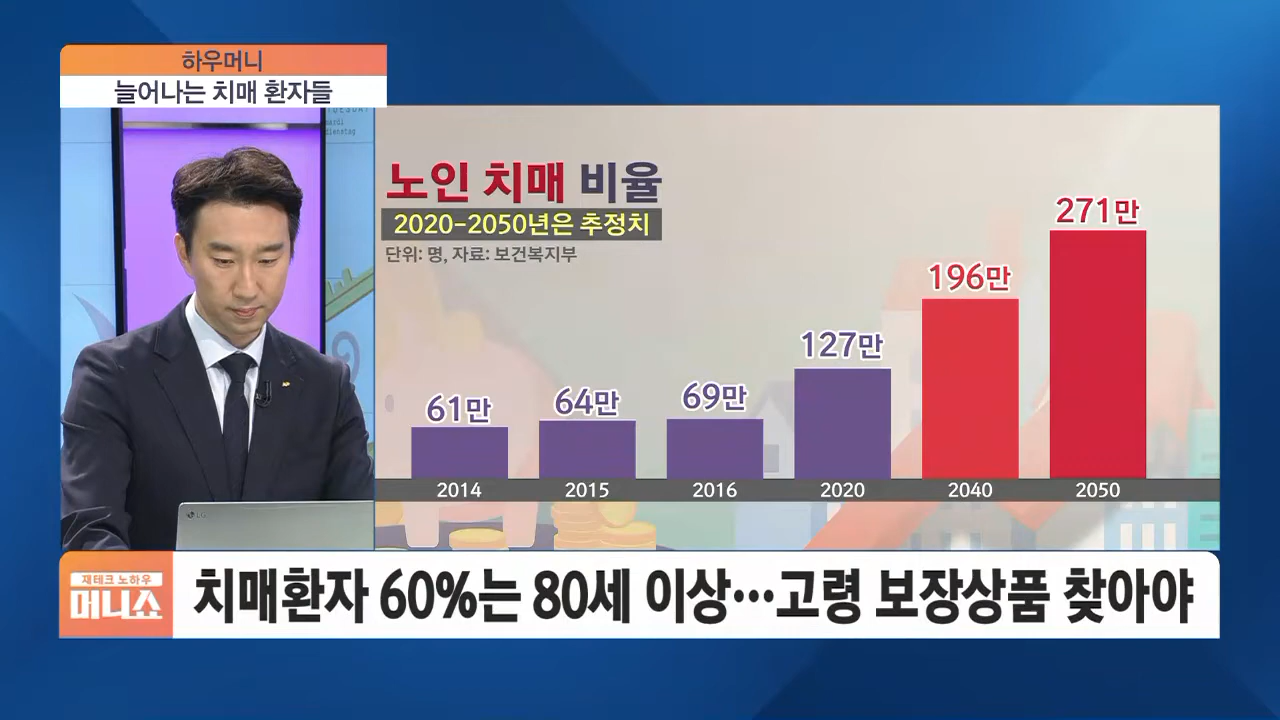 하우머니
늘어나는 치매 환자들
mardi
dienstag
노인 치매 비율
2020-2050년은 추정치
단위: 명, 자료: 보건복지부
61만
64만
69만
127만
196만
271만
2014
2015
2016
2020
2040
2050
LG
재테크 노하우
머니쇼
치매환자 60%는 80세 이상…고령 보장상품 찾아야